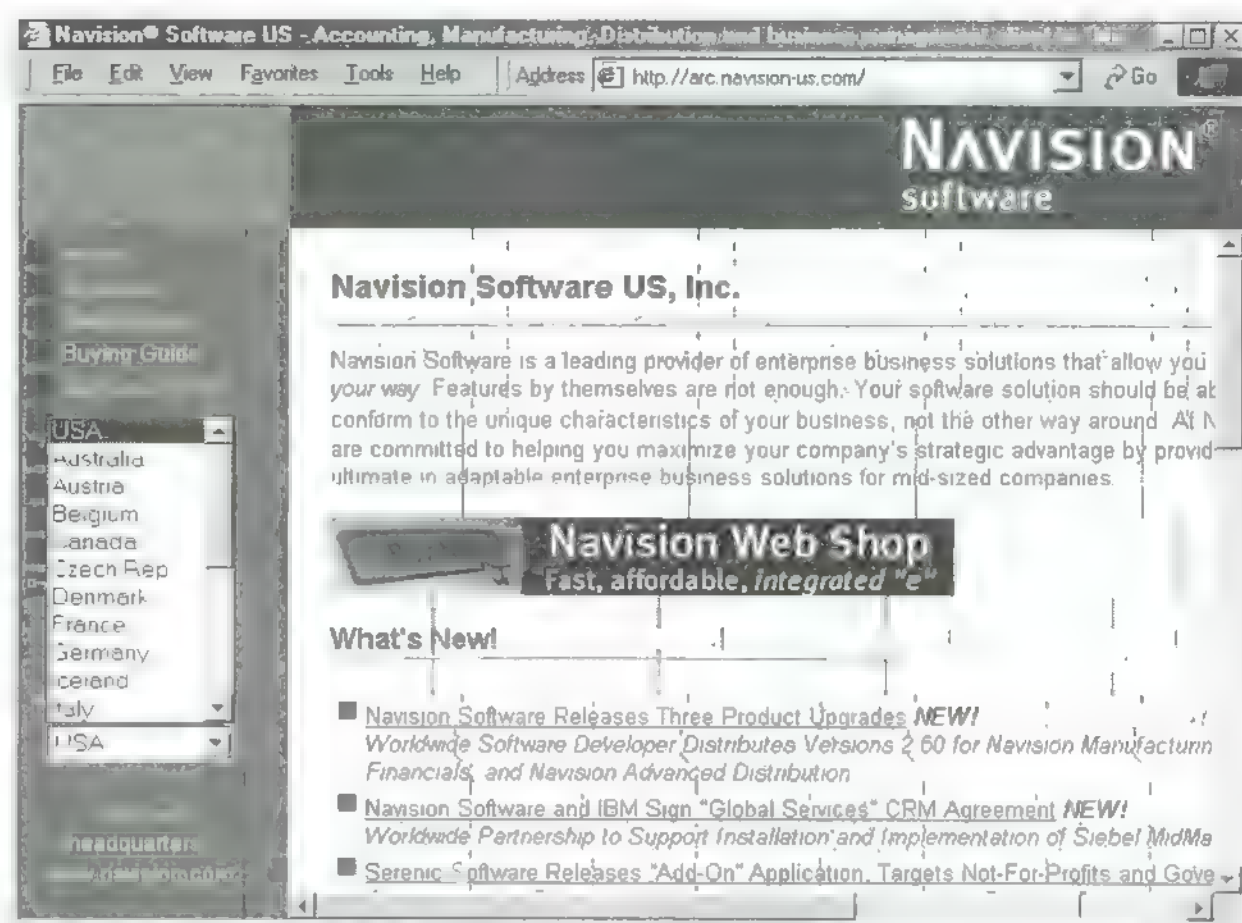 Navision® Software US - Accounting, Manufacturing, Distribution and business management
File Edit View Favorites Tools Help Address http://arc.navision-us.com/ Go
NAVISION®
software
Navision Software US, Inc.
Buying Guide
Navision Software is a leading provider of enterprise business solutions that allow you
your way Features by themselves are not enough. Your software solution should be ab
conform to the unique characteristics of your business, not the other way around At N
are committed to helping you maximize your company's strategic advantage by provid
ultimate in adaptable enterprise business solutions for mid-sized companies.
USA
Australia
Austria
Belgium
Canada
Czech Rep
Denmark
France
Germany
Iceland
Italy
USA
Navision Web Shop
Fast, affordable, integrated "e"
What's New!
Navision Software Releases Three Product Upgrades NEW!
Worldwide Software Developer Distributes Versions 2.60 for Navision Manufacturin
Financials, and Navision Advanced Distribution
Navision Software and IBM Sign "Global Services" CRM Agreement NEW!
Worldwide Partnership to Support Installation and Implementation of Siebel MidMa
Serenic Software Releases "Add-On" Application, Targets Not-For-Profits and Gove
headquarters